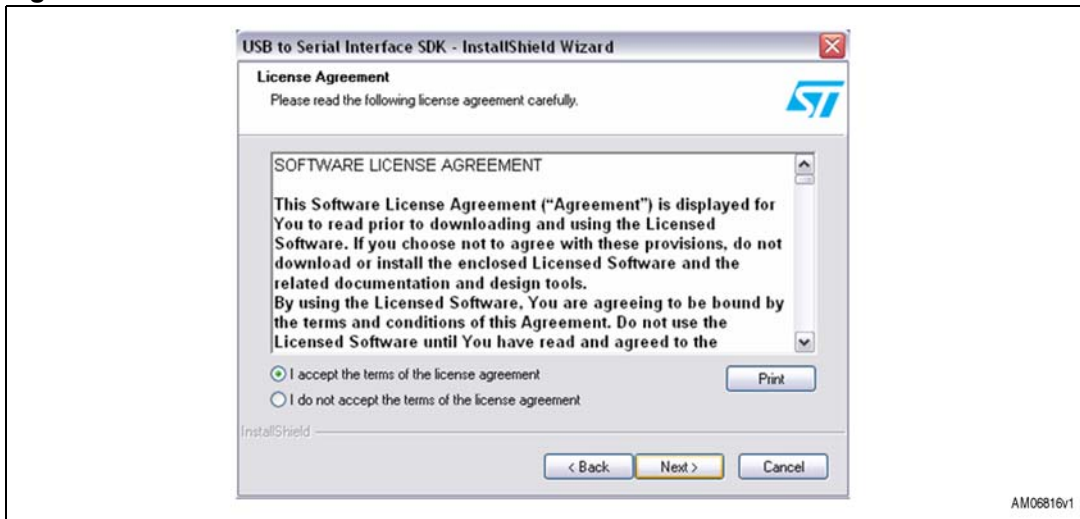 USB to Serial Interface SDK - InstallShield Wizard
License Agreement
Please read the following license agreement carefully.
ST
SOFTWARE LICENSE AGREEMENT
This Software License Agreement (“Agreement”) is displayed for
You to read prior to downloading and using the Licensed
Software. If you choose not to agree with these provisions, do not
download or install the enclosed Licensed Software and the
related documentation and design tools.
By using the Licensed Software, You are agreeing to be bound by
the terms and conditions of this Agreement. Do not use the
Licensed Software until You have read and agreed to the
I accept the terms of the license agreement
Print
I do not accept the terms of the license agreement
InstallShield
< Back
Next >
Cancel
AM06816v1